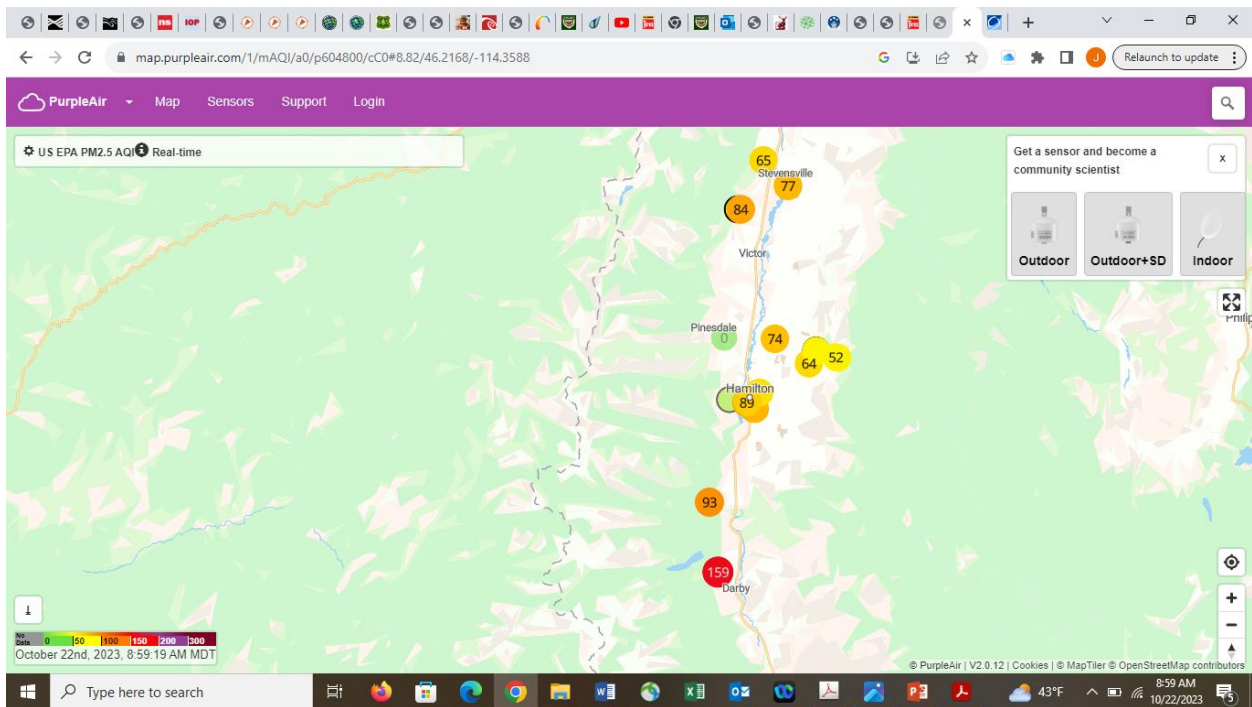 ns
IOP
map.purpleair.com/1/mAQI/a0/p604800/cC0#8.82/46.2168/-114.3588
G
J
Relaunch to update
PurpleAir
Map
Sensors
Support
Login
US EPA PM2.5 AQI Real-time
Get a sensor and become a
community scientist
x
Outdoor
Outdoor+SD
Indoor
65
Stevensville
77
84
Victor
Pinesdale
0
74
64
52
Hamilton
89
93
159
Darby
No
Data
0 50 100 150 200 300
October 22nd, 2023, 8:59:19 AM MDT
© PurpleAir | V2.0.12 | Cookies | © MapTiler © OpenStreetMap contributors
Type here to search
43°F
8:59 AM
10/22/2023
5